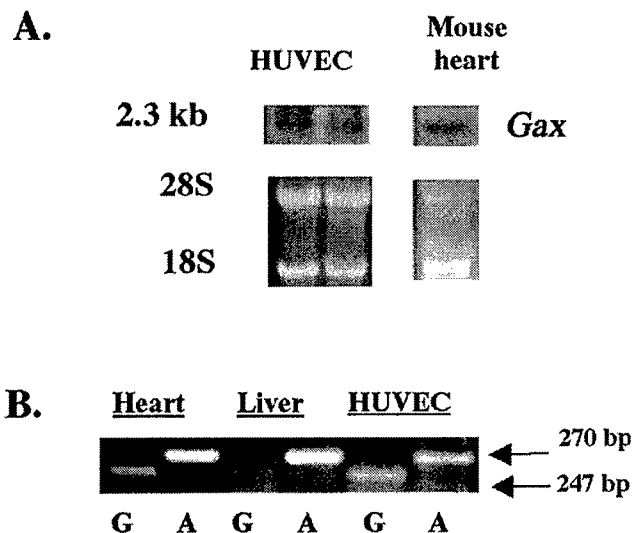 A.
HUVEC
Mouse
heart
2.3 kb
Gax
28S
18S
B.
Heart Liver HUVEC
270 bp
247 bp
G A G A G A